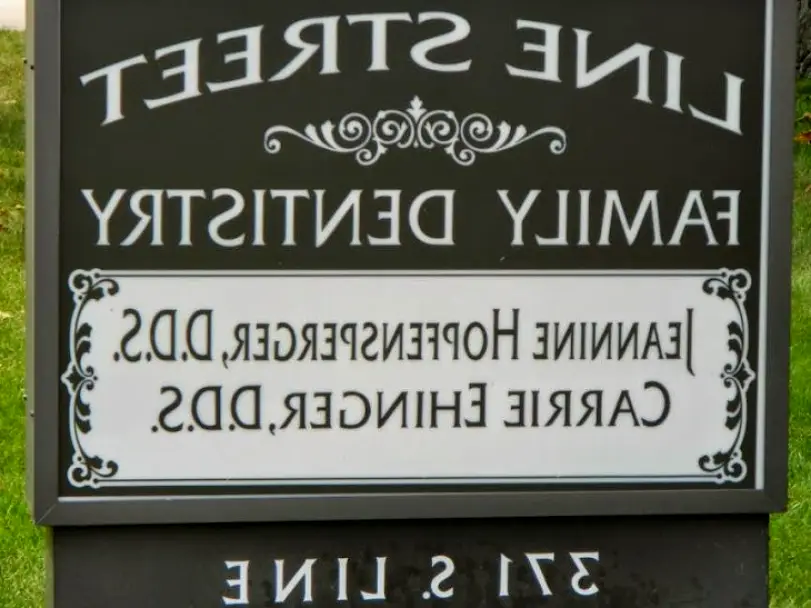 LINE STREET
FAMILY DENTISTRY
JEANNINE HOPFENSPERGER, D.D.S.
CARRIE EHINGER, D.D.S.
371 S. LINE